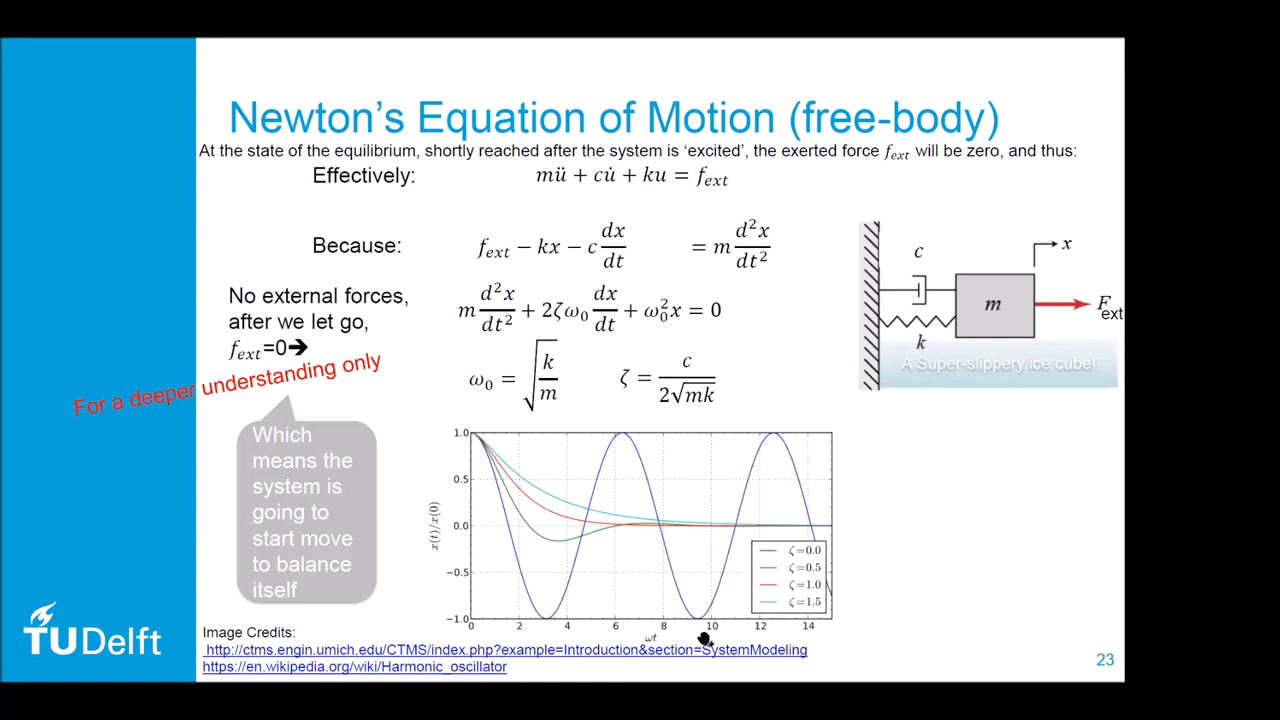 Newton's Equation of Motion (free-body)
At the state of the equilibrium, shortly reached after the system is 'excited', the exerted force f_ext will be zero, and thus:
Effectively: mü + cu̇ + ku = f_ext
Because: f_ext − kx − c dx/dt = m d²x/dt²
No external forces,
after we let go,
f_ext=0➔
m d²x/dt² + 2ζω₀ dx/dt + ω₀²x = 0
ω₀ = √(k/m) ζ = c/(2√mk)
For a deeper understanding only
Which
means the
system is
going to
start move
to balance
itself
c
x
m
F_ext
k
A Super-slippery ice cube!
x(t)/x(0)
1.0
0.5
0.0
−0.5
−1.0
0 2 4 6 8 10 12 14
ωt
ζ=0.0
ζ=0.5
ζ=1.0
ζ=1.5
TUDelft
Image Credits:
http://ctms.engin.umich.edu/CTMS/index.php?example=Introduction&section=SystemModeling
https://en.wikipedia.org/wiki/Harmonic_oscillator
23